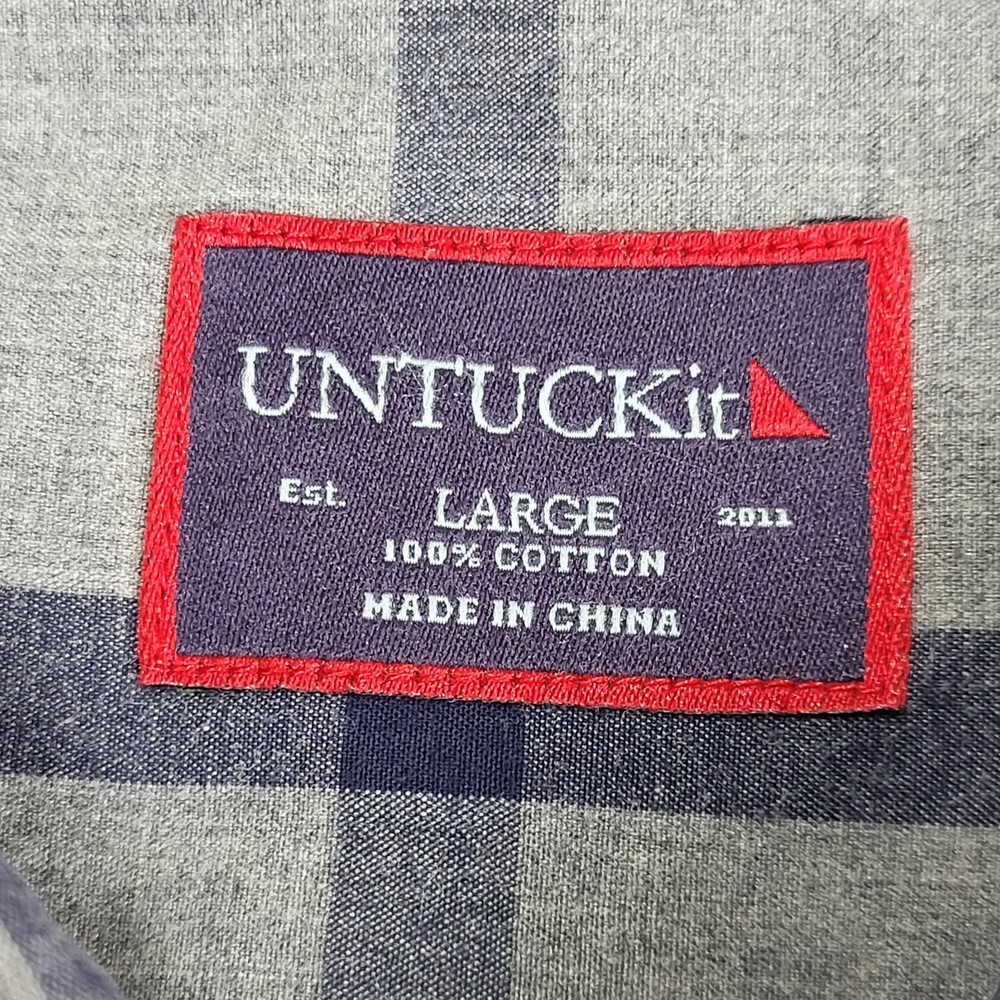 UNTUCKit
Est. LARGE 2011
100% COTTON
MADE IN CHINA